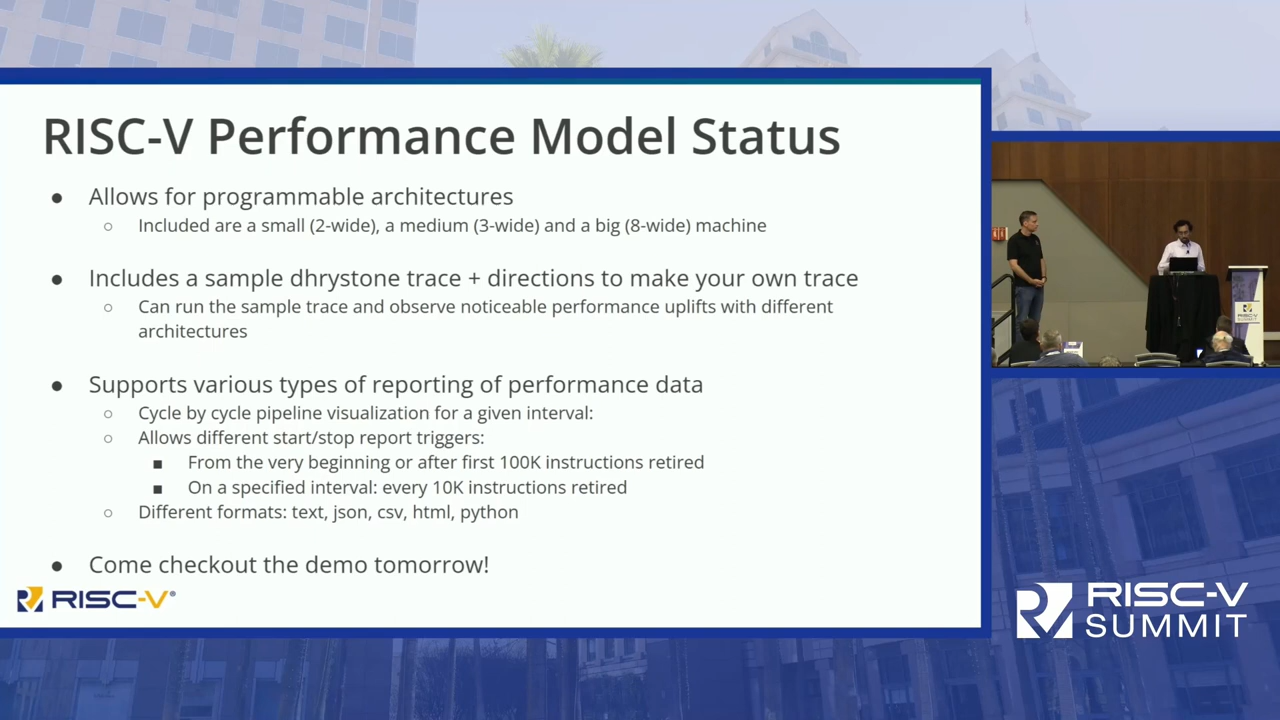 RISC-V Performance Model Status
● Allows for programmable architectures
○ Included are a small (2-wide), a medium (3-wide) and a big (8-wide) machine
● Includes a sample dhrystone trace + directions to make your own trace
○ Can run the sample trace and observe noticeable performance uplifts with different
architectures
● Supports various types of reporting of performance data
○ Cycle by cycle pipeline visualization for a given interval:
○ Allows different start/stop report triggers:
■ From the very beginning or after first 100K instructions retired
■ On a specified interval: every 10K instructions retired
○ Different formats: text, json, csv, html, python
● Come checkout the demo tomorrow!
RISC-V®
RISC-V
SUMMIT
RISC-V
SUMMIT